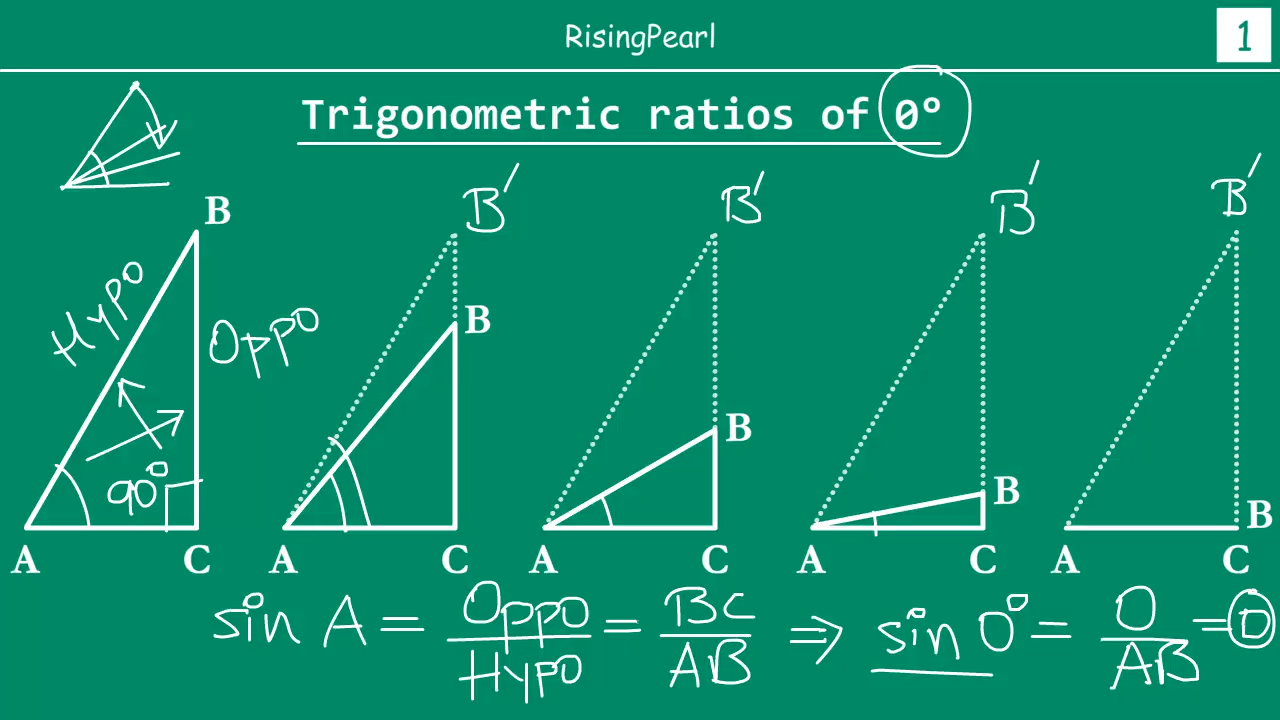 RisingPearl
1
Trigonometric ratios of 0°
B
B'
B'
B'
B'
Hypo
Oppo
B
B
B
B
90°
A
C
A
C
A
C
A
C
A
C
sin A = Oppo/Hypo = BC/AB ⇒ sin 0° = 0/AB = 0